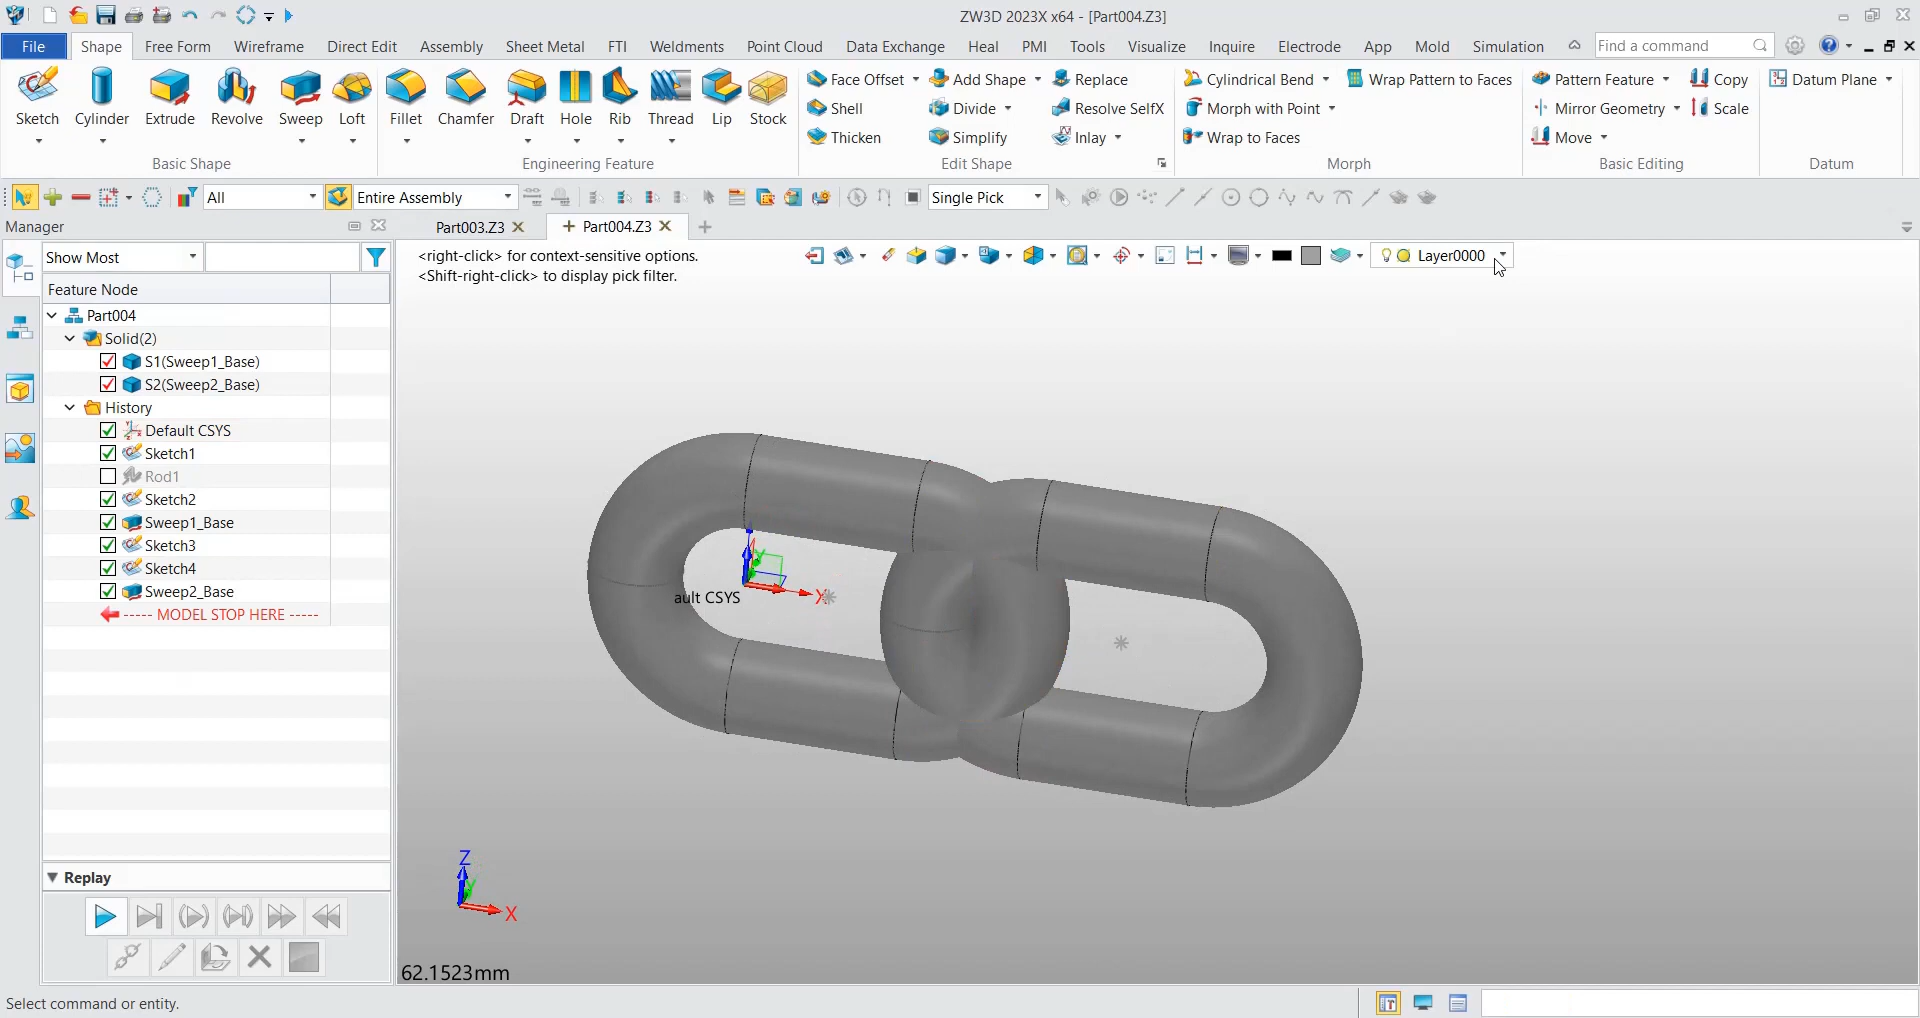 ZW3D 2023X x64 - [Part004.Z3]
File Shape Free Form Wireframe Direct Edit Assembly Sheet Metal FTI Weldments Point Cloud Data Exchange Heal PMI Tools Visualize Inquire Electrode App Mold Simulation Find a command
Sketch Cylinder Extrude Revolve Sweep Loft
Basic Shape
Fillet Chamfer Draft Hole Rib Thread Lip Stock
Engineering Feature
Face Offset Add Shape Replace
Shell Divide Resolve SelfX
Thicken Simplify Inlay
Edit Shape
Cylindrical Bend Wrap Pattern to Faces
Morph with Point
Wrap to Faces
Morph
Pattern Feature Copy
Mirror Geometry Scale
Move
Basic Editing
Datum Plane
Datum
All Entire Assembly Single Pick
Manager
Part003.Z3 Part004.Z3
Show Most
Feature Node
Part004
Solid(2)
S1(Sweep1_Base)
S2(Sweep2_Base)
History
Default CSYS
Sketch1
Rod1
Sketch2
Sweep1_Base
Sketch3
Sketch4
Sweep2_Base
----- MODEL STOP HERE -----
Replay
<right-click> for context-sensitive options.
<Shift-right-click> to display pick filter.
Layer0000
ault CSYS
X
Z
Y
X
62.1523mm
Select command or entity.